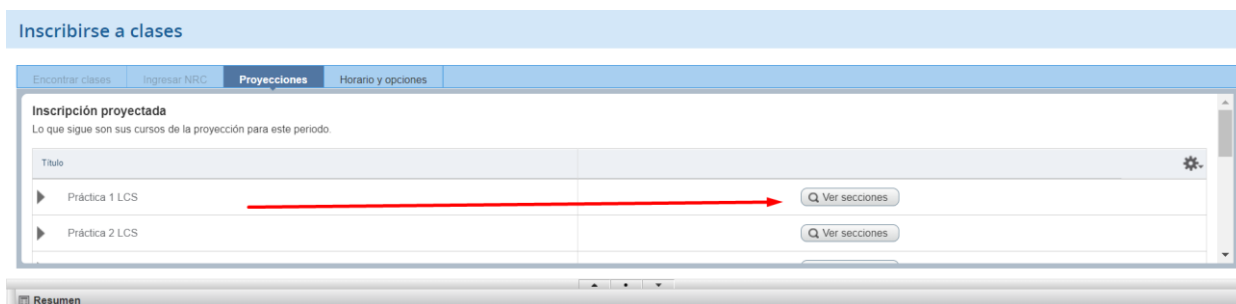 Inscribirse a clases
Encontrar clases Ingresar NRC Proyecciones Horario y opciones
Inscripción proyectada
Lo que sigue son sus cursos de la proyección para este periodo.
Título
Práctica 1 LCS Ver secciones
Práctica 2 LCS Ver secciones
Resumen